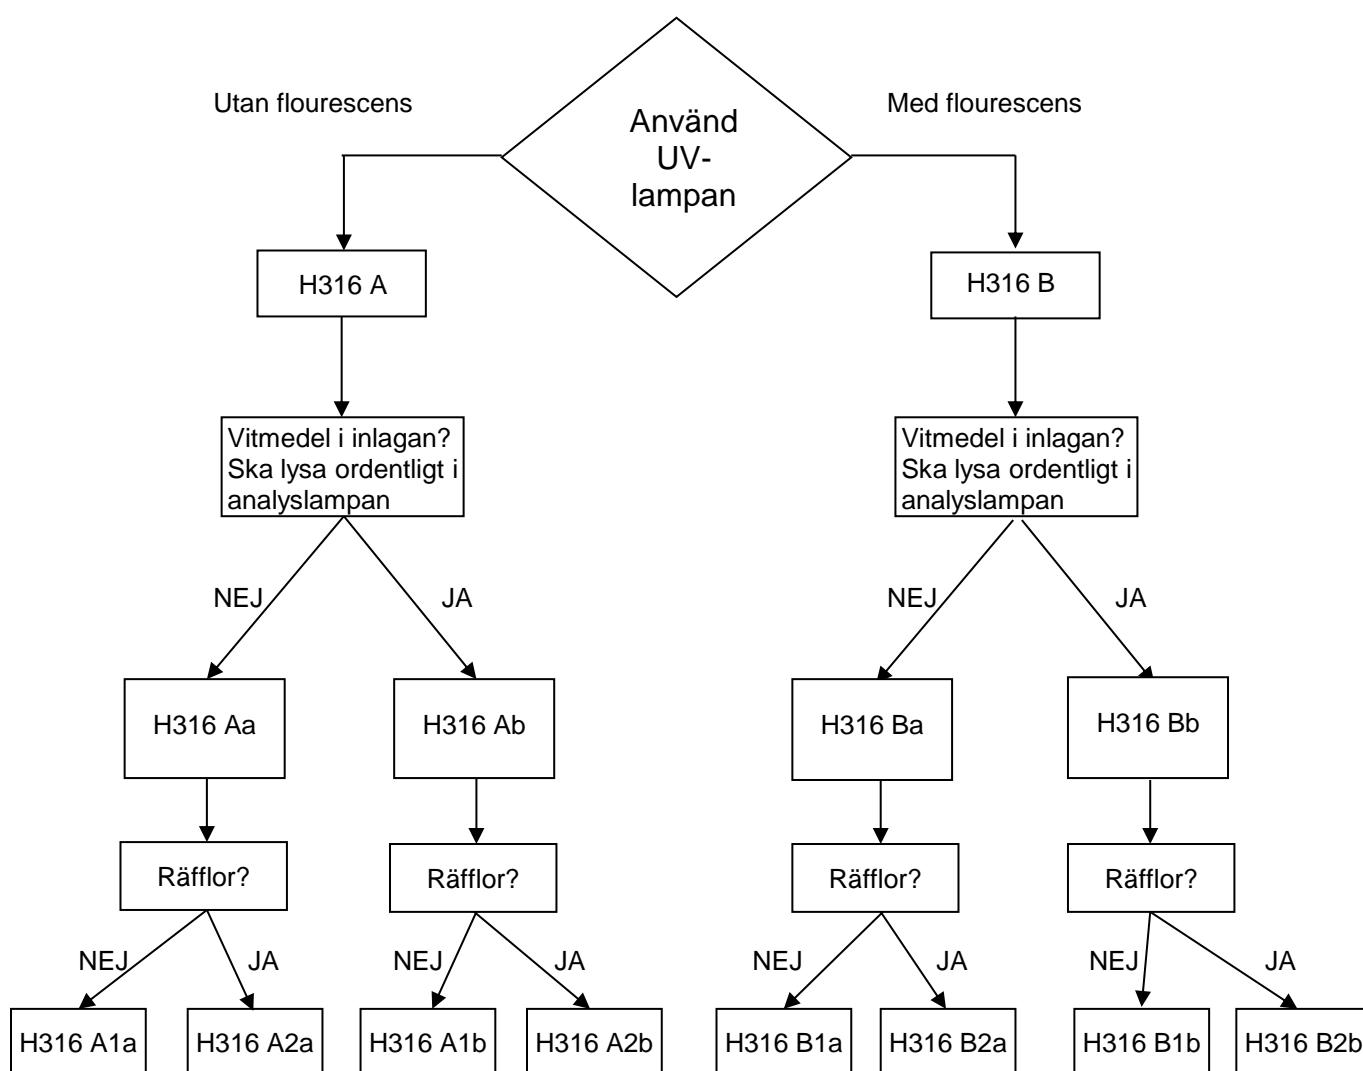 Utan flourescens
Använd
UV-
lampan
Med flourescens
H316 A
H316 B
Vitmedel i inlagan?
Ska lysa ordentligt i
analyslampan
Vitmedel i inlagan?
Ska lysa ordentligt i
analyslampan
NEJ
JA
NEJ
JA
H316 Aa
H316 Ab
H316 Ba
H316 Bb
Räfflor?
Räfflor?
Räfflor?
Räfflor?
NEJ
JA
NEJ
JA
NEJ
JA
NEJ
JA
H316 A1a
H316 A2a
H316 A1b
H316 A2b
H316 B1a
H316 B2a
H316 B1b
H316 B2b